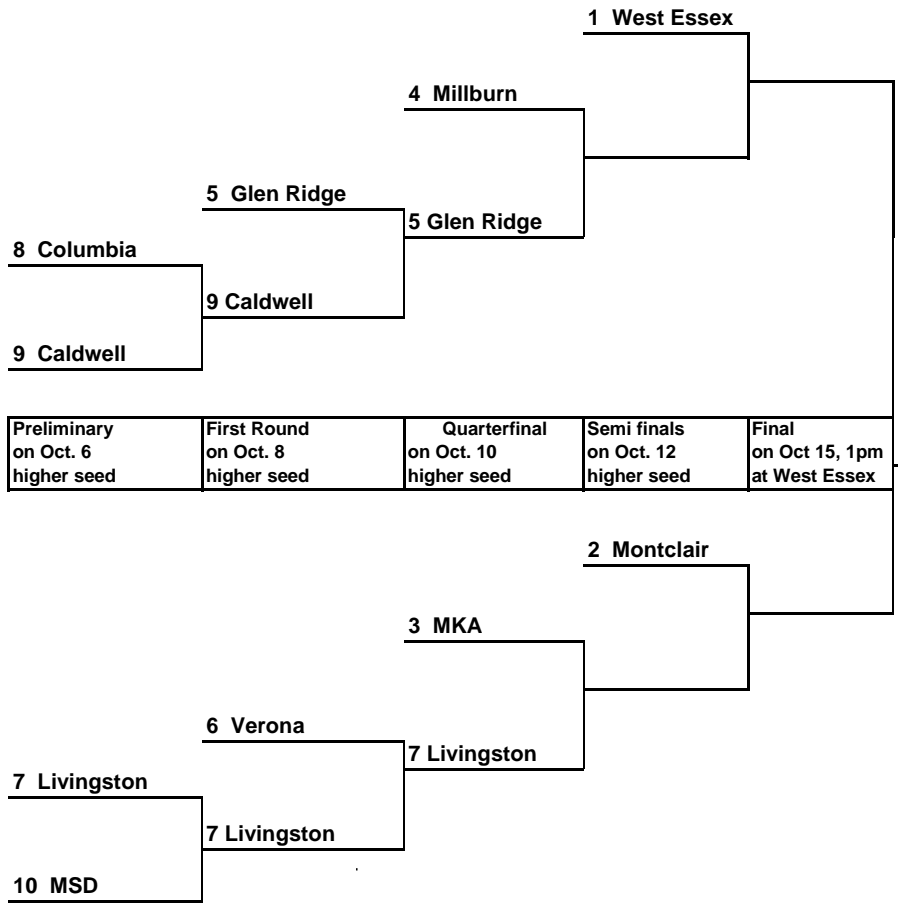 1 West Essex
4 Millburn
5 Glen Ridge
5 Glen Ridge
8 Columbia
9 Caldwell
9 Caldwell
Preliminary
on Oct. 6
higher seed
First Round
on Oct. 8
higher seed
Quarterfinal
on Oct. 10
higher seed
Semi finals
on Oct. 12
higher seed
Final
on Oct 15, 1pm
at West Essex
2 Montclair
3 MKA
6 Verona
7 Livingston
7 Livingston
7 Livingston
10 MSD